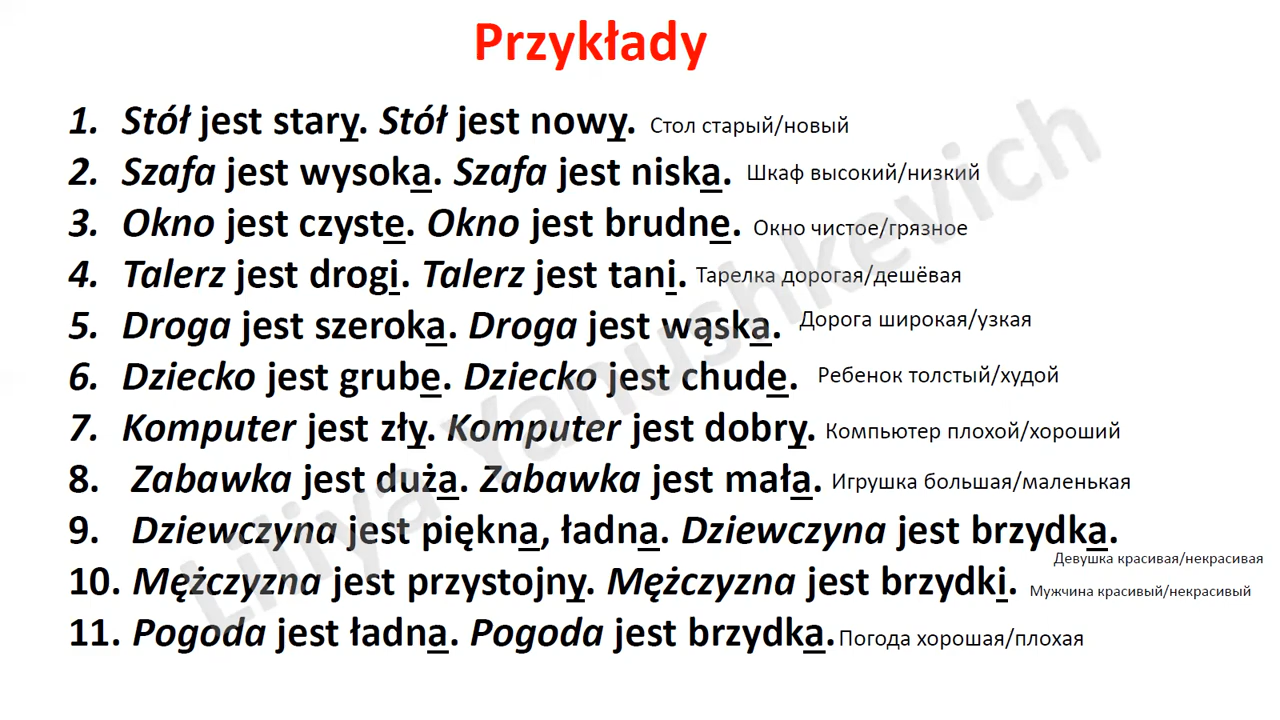 Przykłady
1. Stół jest stary. Stół jest nowy. Стол старый/новый
2. Szafa jest wysoka. Szafa jest niska. Шкаф высокий/низкий
3. Okno jest czyste. Okno jest brudne. Окно чистое/грязное
4. Talerz jest drogi. Talerz jest tani. Тарелка дорогая/дешёвая
5. Droga jest szeroka. Droga jest wąska. Дорога широкая/узкая
6. Dziecko jest grube. Dziecko jest chude. Ребенок толстый/худой
7. Komputer jest zły. Komputer jest dobry. Компьютер плохой/хороший
8. Zabawka jest duża. Zabawka jest mała. Игрушка большая/маленькая
9. Dziewczyna jest piękna, ładna. Dziewczyna jest brzydka.
Девушка красивая/некрасивая
10. Mężczyzna jest przystojny. Mężczyzna jest brzydki. Мужчина красивый/некрасивый
11. Pogoda jest ładna. Pogoda jest brzydka. Погода хорошая/плохая
Liliya Yanushkevich